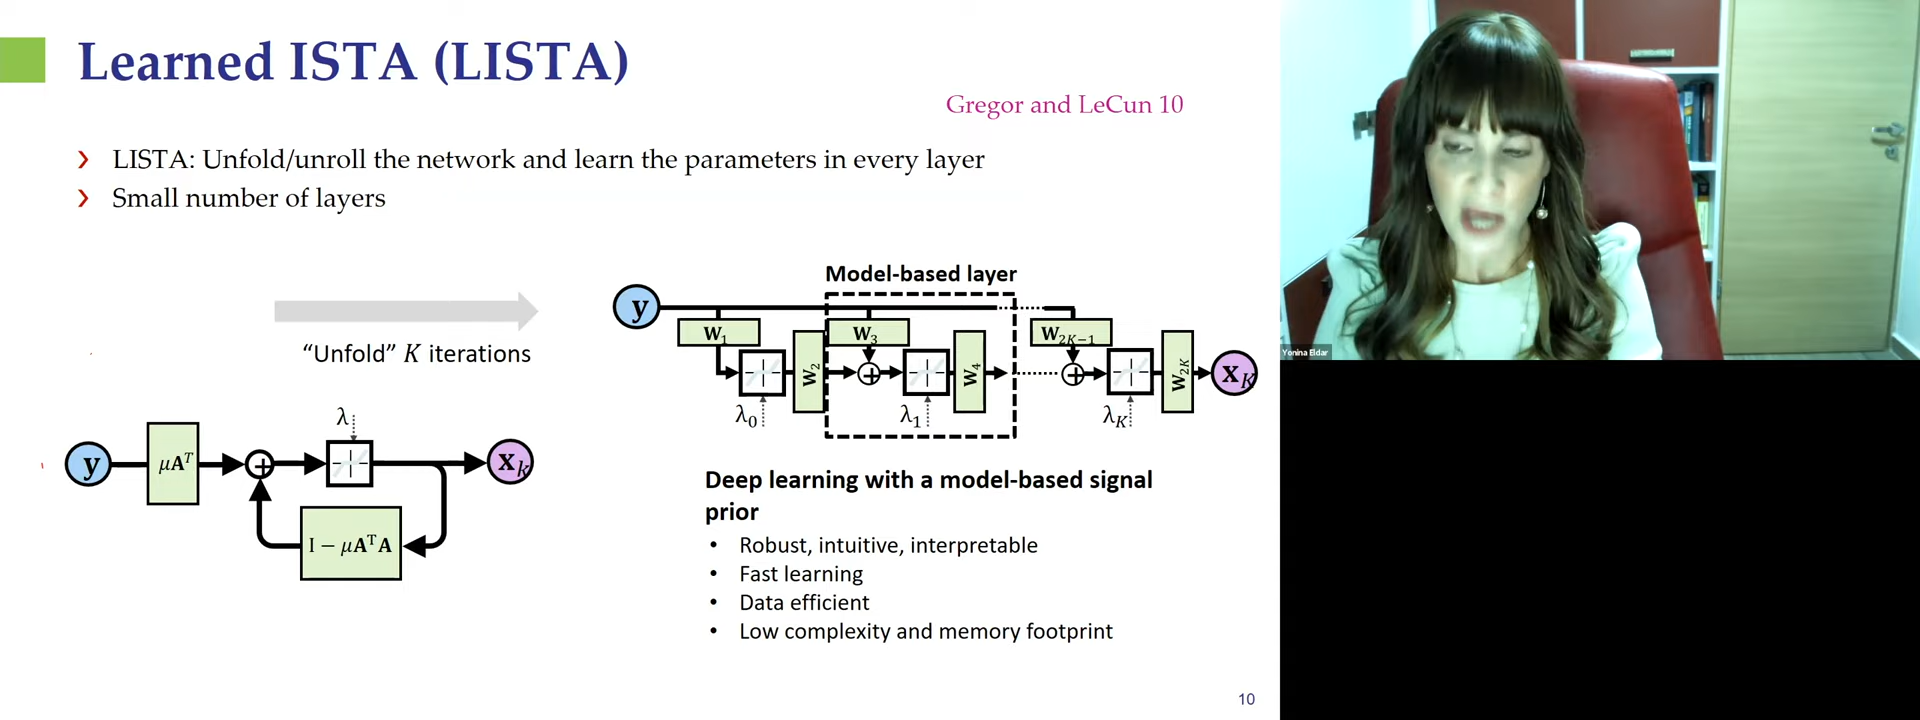 Learned ISTA (LISTA)
Gregor and LeCun 10
LISTA: Unfold/unroll the network and learn the parameters in every layer
Small number of layers
"Unfold" K iterations
λ
y
μAᵀ
+
xₖ
I − μAᵀA
Model-based layer
y
W₁
W₃
W₂ₖ₋₁
W₂
+
W₄
+
W₂ₖ
x_K
λ₀
λ₁
λ_K
Deep learning with a model-based signal
prior
• Robust, intuitive, interpretable
• Fast learning
• Data efficient
• Low complexity and memory footprint
10
Yonina Eldar